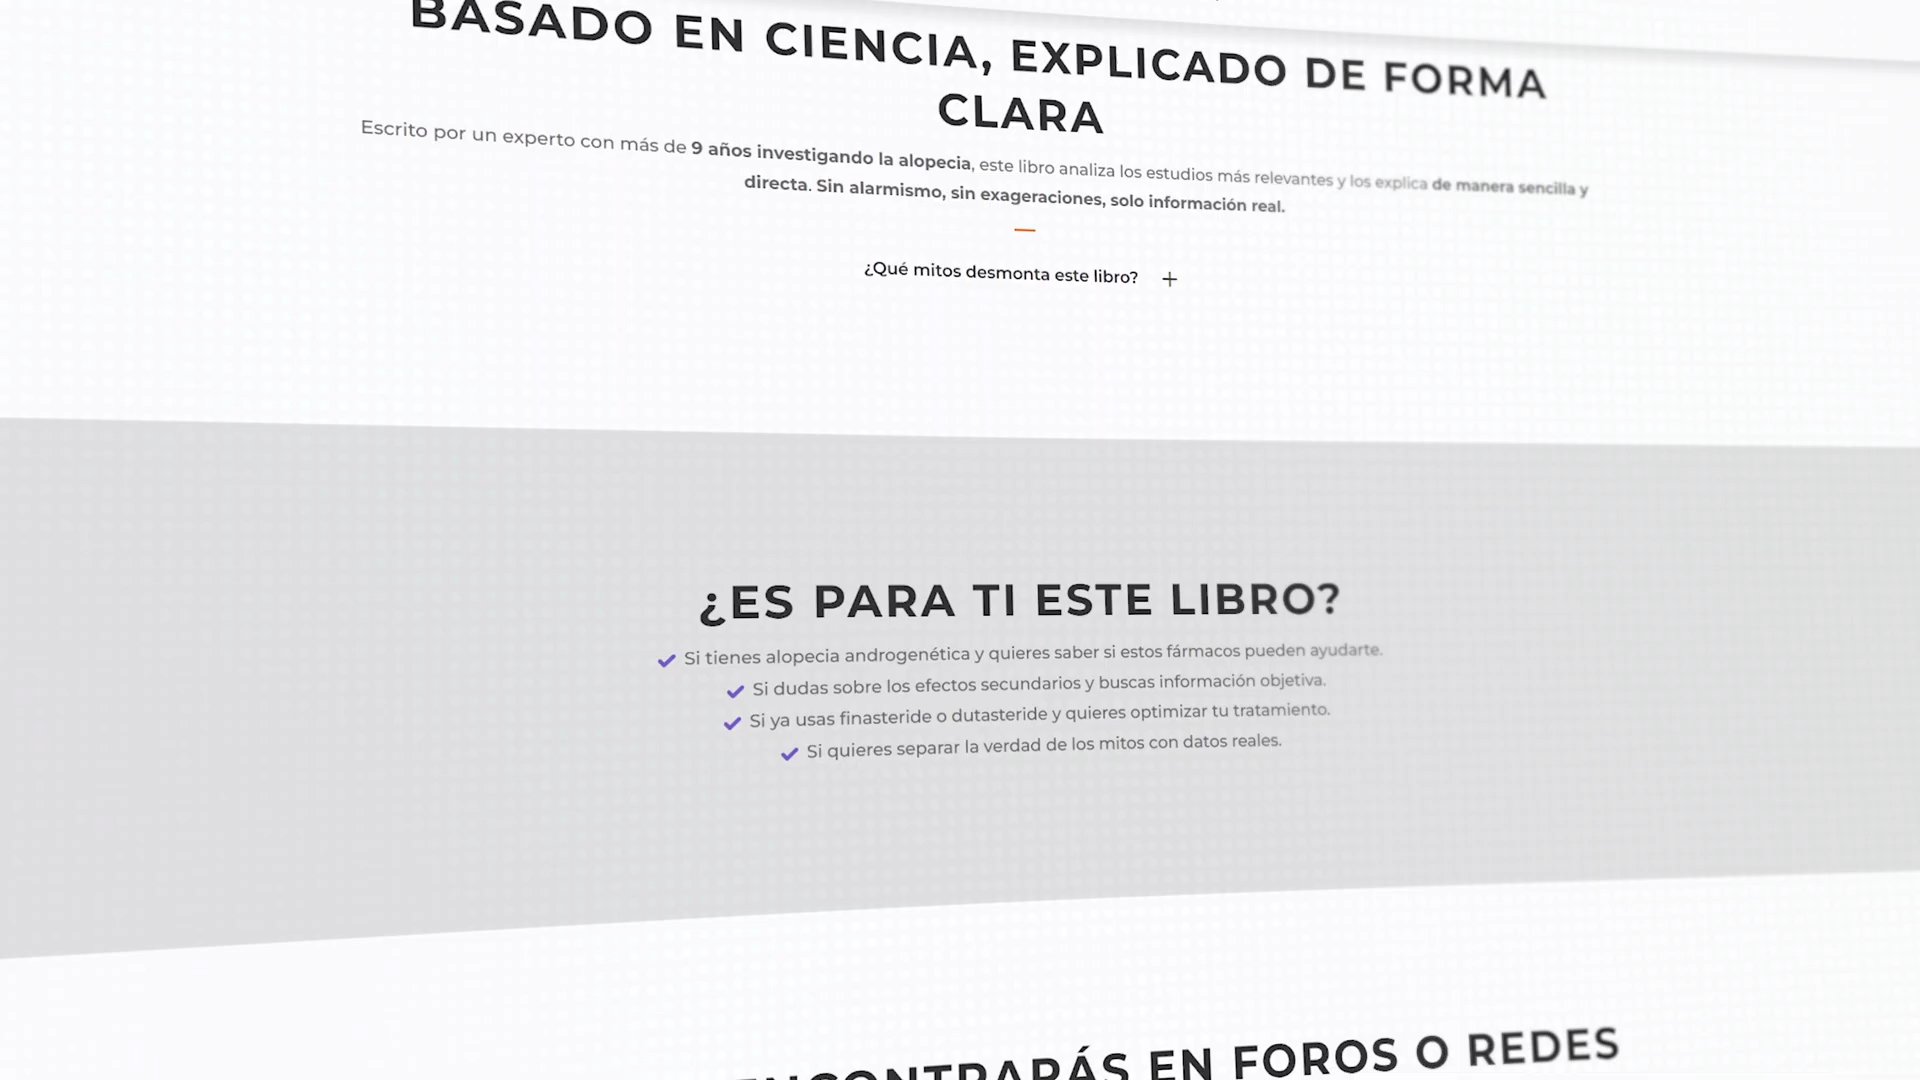 BASADO EN CIENCIA, EXPLICADO DE FORMA
CLARA
Escrito por un experto con más de 9 años investigando la alopecia, este libro analiza los estudios más relevantes y los explica de manera sencilla y
directa. Sin alarmismo, sin exageraciones, solo información real.
¿Qué mitos desmonta este libro? +
¿ES PARA TI ESTE LIBRO?
Si tienes alopecia androgenética y quieres saber si estos fármacos pueden ayudarte.
Si dudas sobre los efectos secundarios y buscas información objetiva.
Si ya usas finasteride o dutasteride y quieres optimizar tu tratamiento.
Si quieres separar la verdad de los mitos con datos reales.
ENCONTRARÁS EN FOROS O REDES